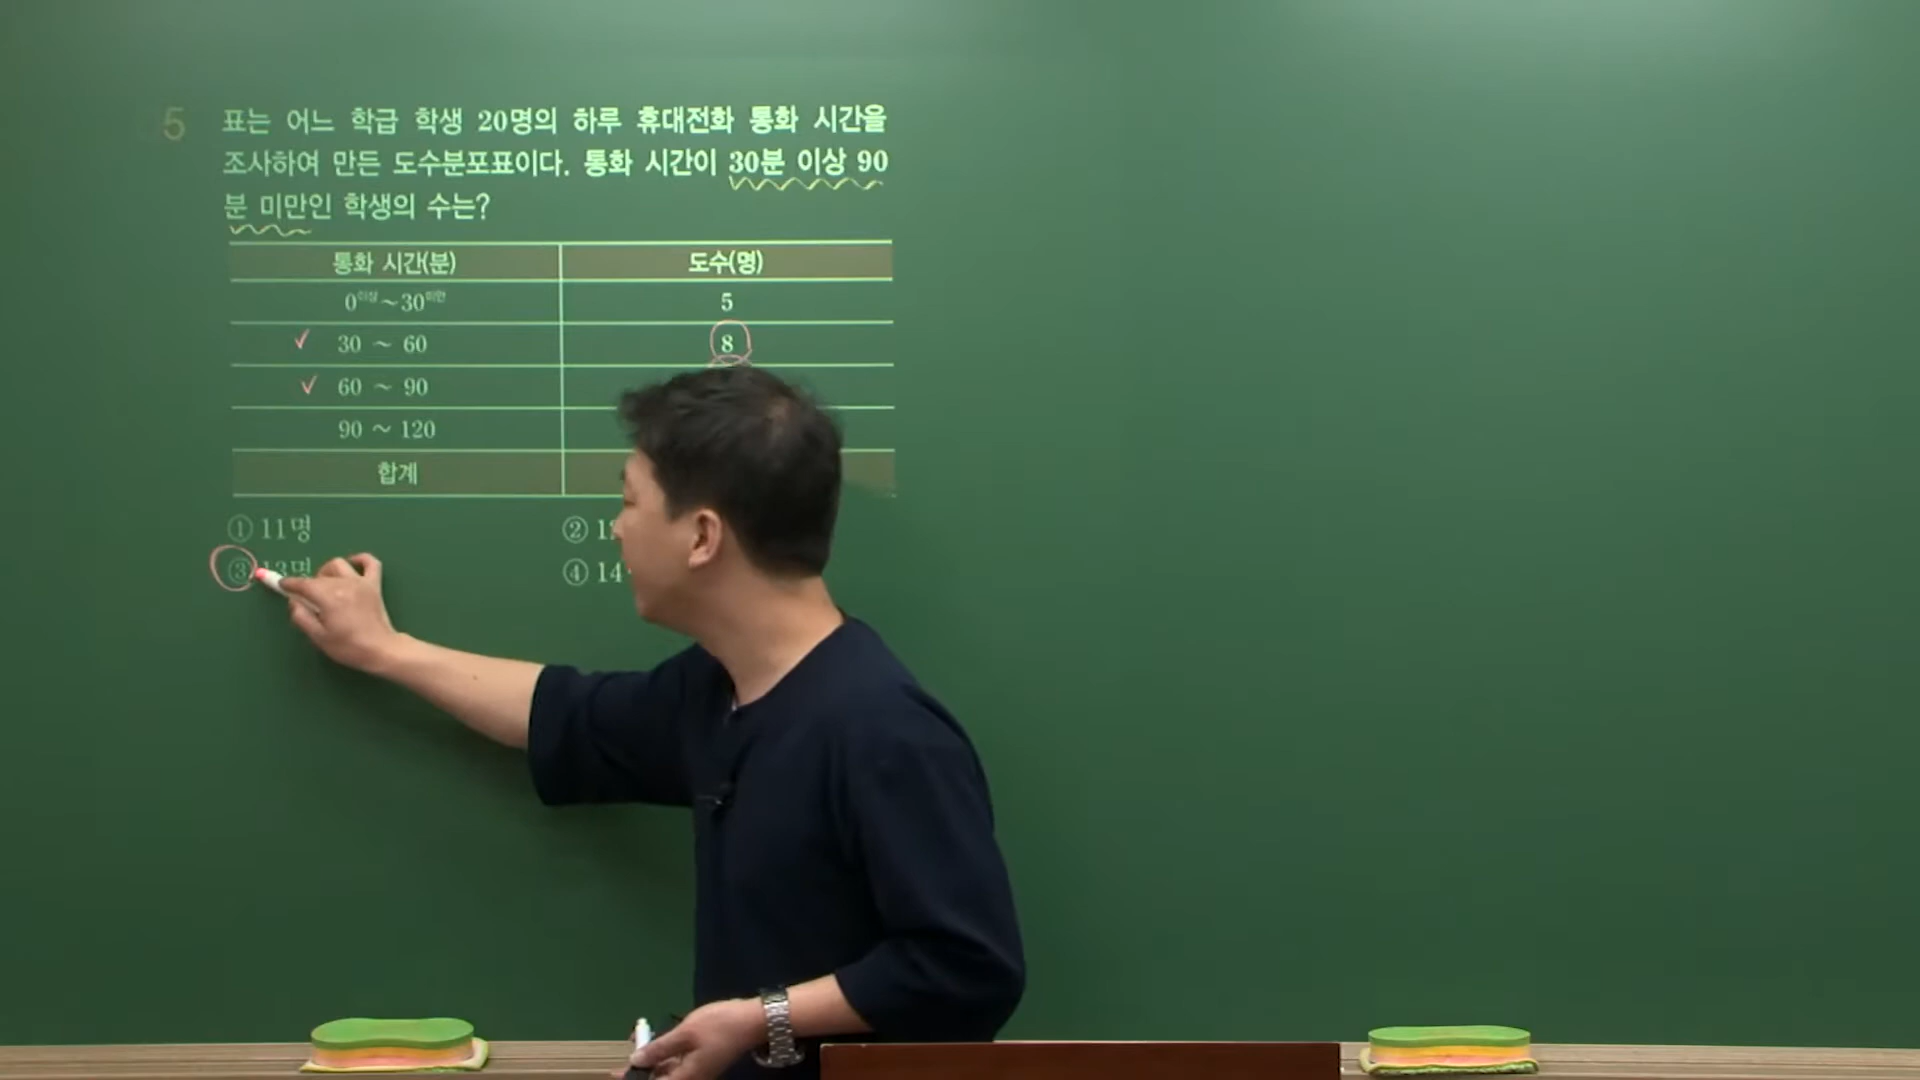 5 표는 어느 학급 학생 20명의 하루 휴대전화 통화 시간을
조사하여 만든 도수분포표이다. 통화 시간이 30분 이상 90
분 미만인 학생의 수는?
통화 시간(분) 도수(명)
0이상 ~ 30미만 5
30 ~ 60 8
60 ~ 90
90 ~ 120
합계
① 11명 ②
③ 13명 ④ 14